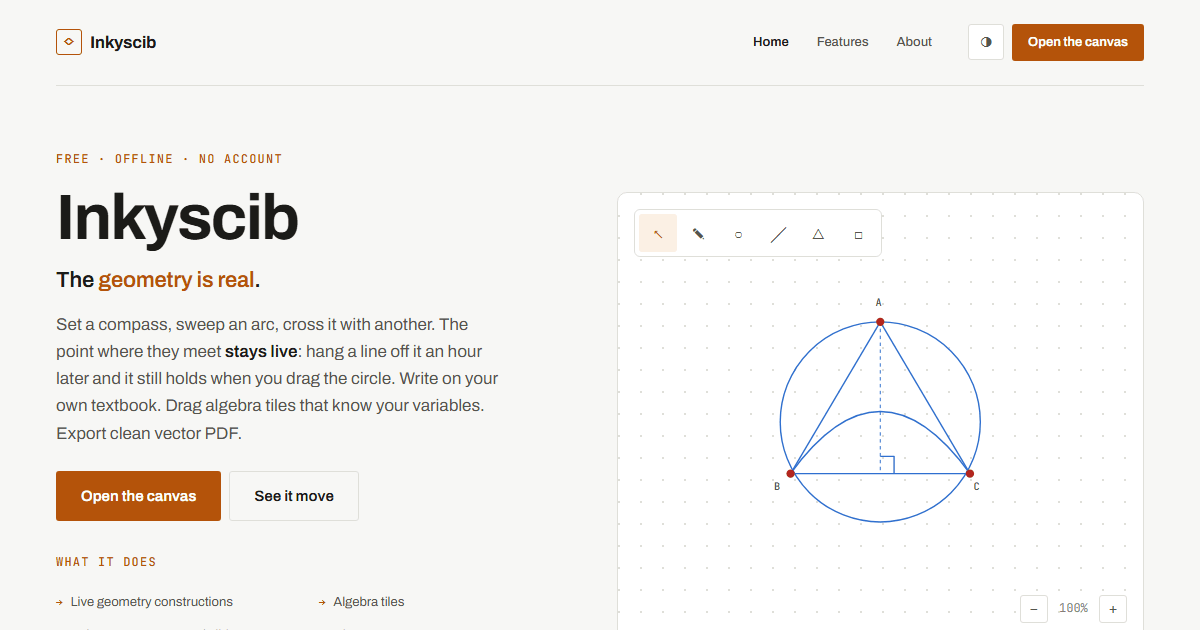 Inkyscib
Home Features About Open the canvas
FREE · OFFLINE · NO ACCOUNT
Inkyscib
The geometry is real.
Set a compass, sweep an arc, cross it with another. The
point where they meet stays live: hang a line off it an hour
later and it still holds when you drag the circle. Write on your
own textbook. Drag algebra tiles that know your variables.
Export clean vector PDF.
Open the canvas See it move
WHAT IT DOES
→ Live geometry constructions → Algebra tiles
A
B C
− 100% +